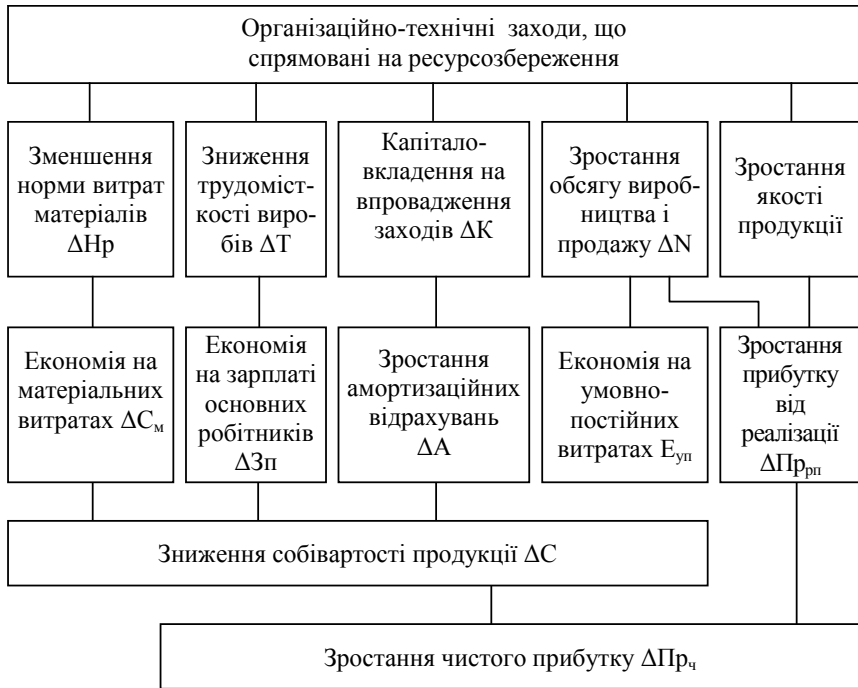 Організаційно-технічні заходи, що
спрямовані на ресурсозбереження
Зменшення
норми витрат
матеріалів
ΔНр
Зниження
трудоміст-
кості виро-
бів ΔТ
Капітало-
вкладення на
впровадження
заходів ΔК
Зростання
обсягу вироб-
ництва і
продажу ΔN
Зростання
якості
продукції
Економія на
матеріальних
витратах ΔСм
Економія
на зарплаті
основних
робітників
ΔЗп
Зростання
амортизаційних
відрахувань
ΔА
Економія на
умовно-
постійних
витратах Еуп
Зростання
прибутку
від
реалізації
ΔПррп
Зниження собівартості продукції ΔС
Зростання чистого прибутку ΔПрч